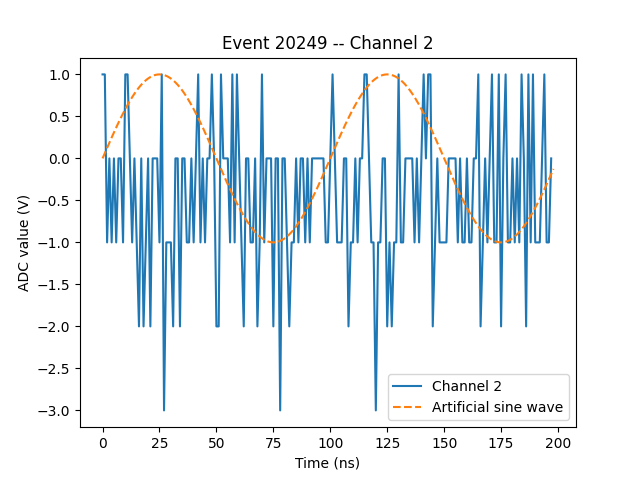 Event 20249 -- Channel 2
ADC value (V)
1.0
0.5
0.0
−0.5
−1.0
−1.5
−2.0
−2.5
−3.0
Channel 2
Artificial sine wave
0 25 50 75 100 125 150 175 200
Time (ns)